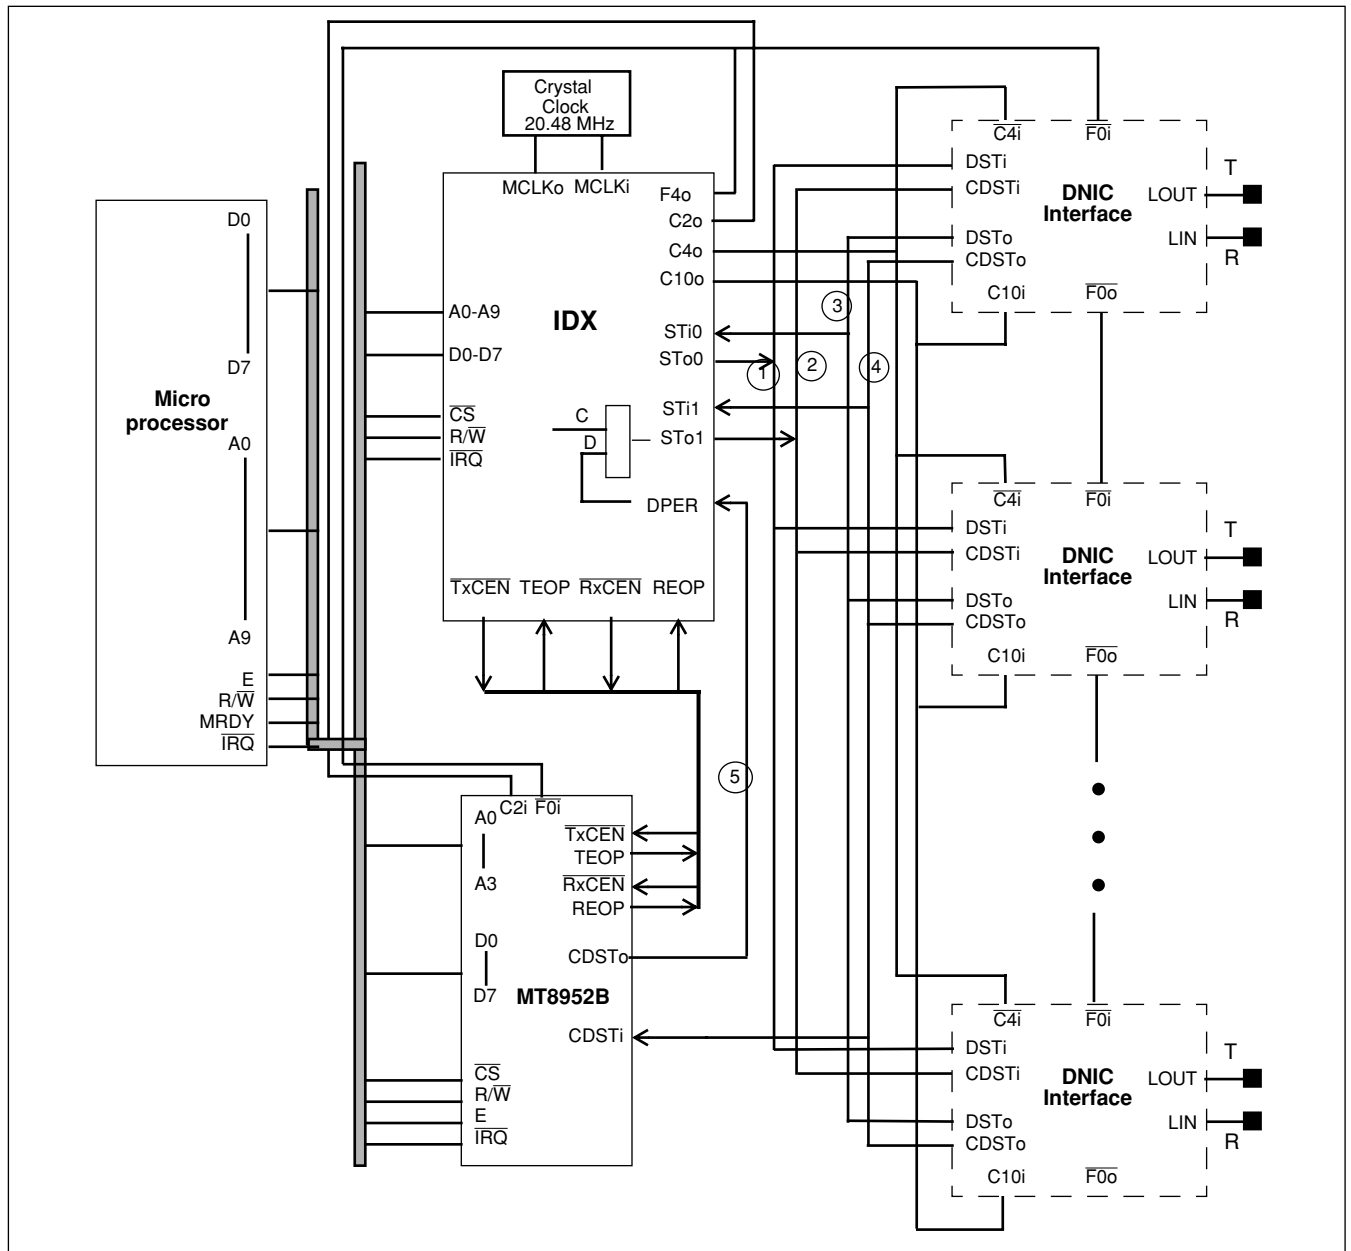 Crystal
Clock
20.48 MHz
MCLKo MCLKi
F4o
C2o
C4o
C10o
IDX
A0-A9
D0-D7
STi0
STo0
CS
R/W
IRQ
C
D
STi1
STo1
DPER
TxCEN TEOP RxCEN REOP
D0
D7
Micro
processor
A0
A9
E
R/W
MRDY
IRQ
C2i F0i
A0
A3
TxCEN
TEOP
RxCEN
REOP
D0
D7
CDSTo
MT8952B
CDSTi
CS
R/W
E
IRQ
1
2
3
4
5
C4i F0i
DSTi
CDSTi
DNIC
Interface
DSTo
CDSTo
C10i F0o
LOUT
LIN
T
R
C4i F0i
DSTi
CDSTi
DNIC
Interface
DSTo
CDSTo
C10i F0o
LOUT
LIN
T
R
C4i F0i
DSTi
CDSTi
DNIC
Interface
DSTo
CDSTo
C10i F0o
LOUT
LIN
T
R